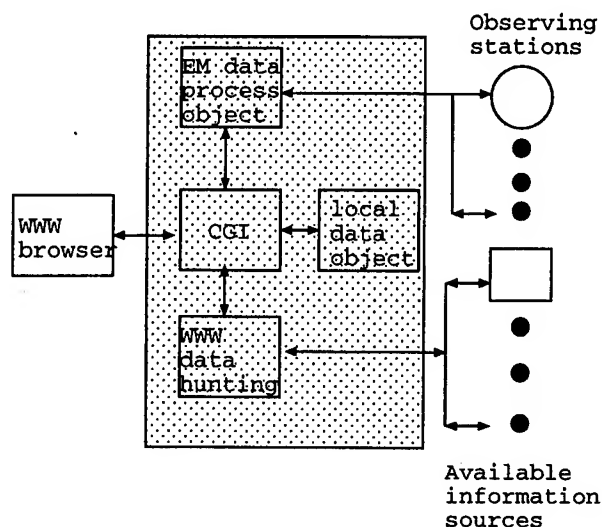 Observing
stations
EM data
process
object
WWW
browser
CGI
local
data
object
WWW
data
hunting
Available
information
sources